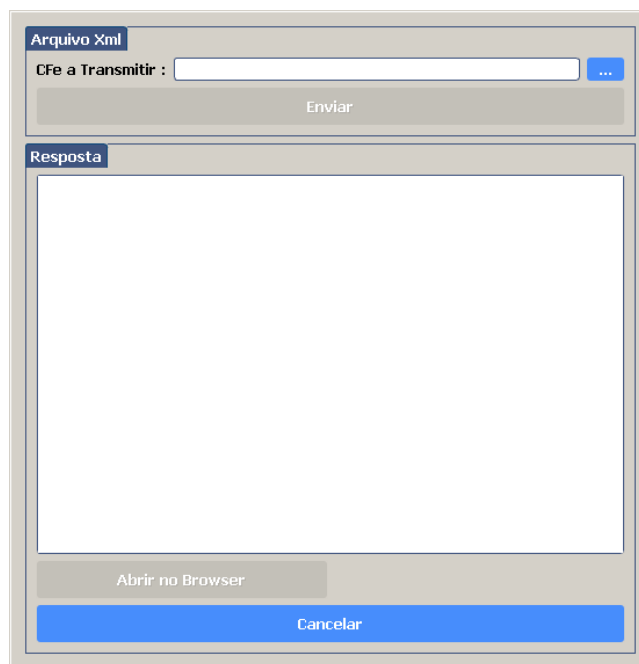 Arquivo Xml
CFe a Transmitir :
...
Enviar
Resposta
Abrir no Browser
Cancelar